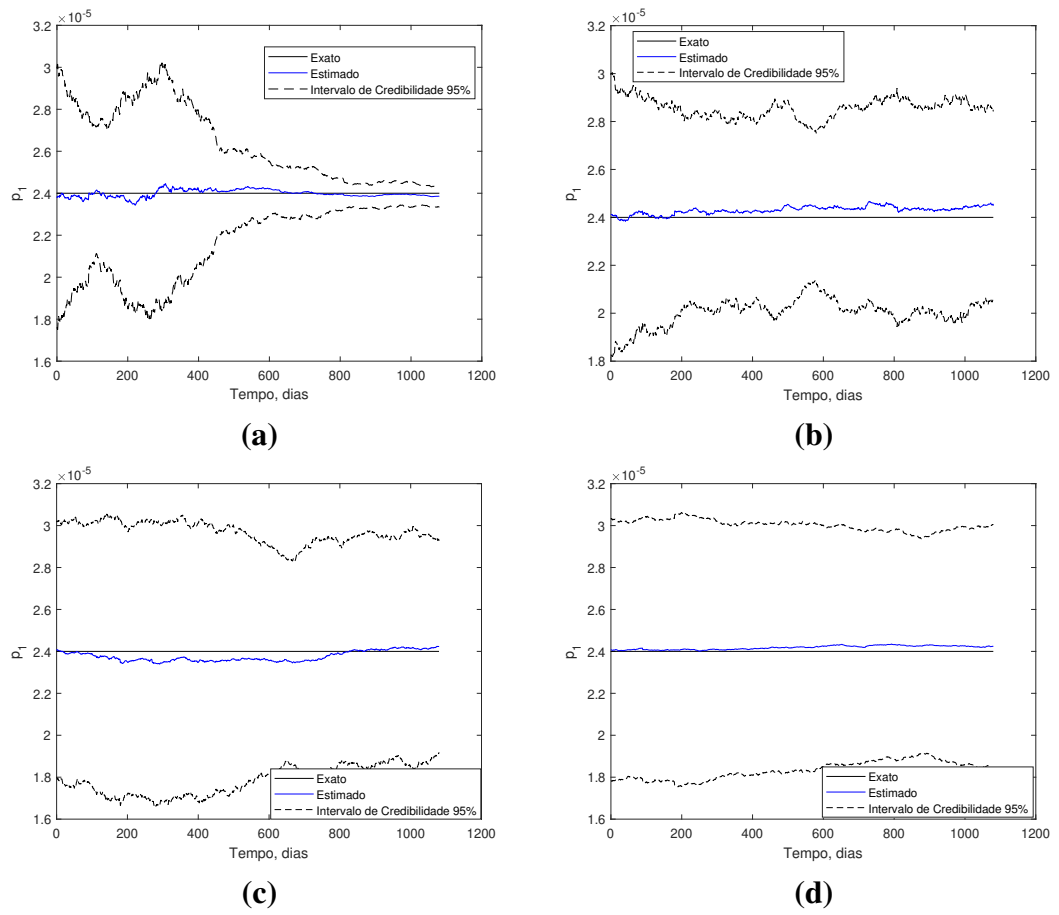 ×10⁻⁵
3.2
3
2.8
2.6
2.4
2.2
2
1.8
1.6
p₁
0 200 400 600 800 1000 1200
Tempo, dias
Exato
Estimado
Intervalo de Credibilidade 95%
(a)
×10⁻⁵
3.2
3
2.8
2.6
2.4
2.2
2
1.8
p₁
0 200 400 600 800 1000 1200
Tempo, dias
Exato
Estimado
Intervalo de Credibilidade 95%
(b)
×10⁻⁵
3.2
3
2.8
2.6
2.4
2.2
2
1.8
1.6
p₁
0 200 400 600 800 1000 1200
Tempo, dias
Exato
Estimado
Intervalo de Credibilidade 95%
(c)
×10⁻⁵
3.2
3
2.8
2.6
2.4
2.2
2
1.8
1.6
p₁
0 200 400 600 800 1000 1200
Tempo, dias
Exato
Estimado
Intervalo de Credibilidade 95%
(d)